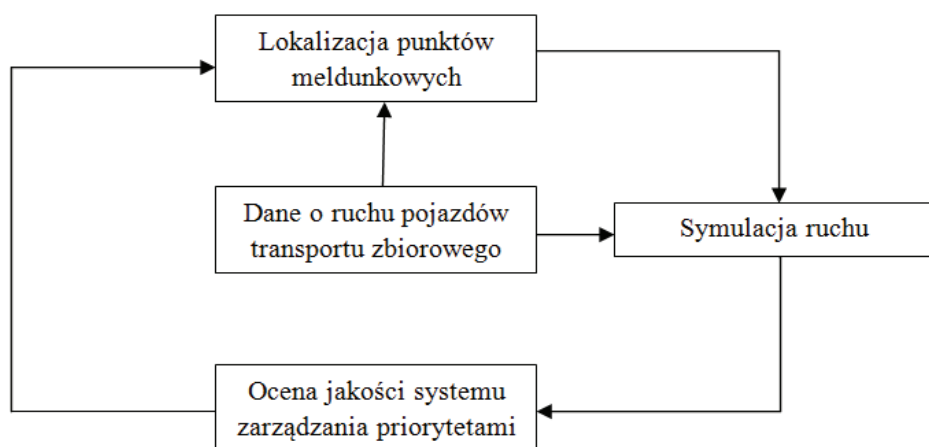 Lokalizacja punktów
meldunkowych
Dane o ruchu pojazdów
transportu zbiorowego
Symulacja ruchu
Ocena jakości systemu
zarządzania priorytetami